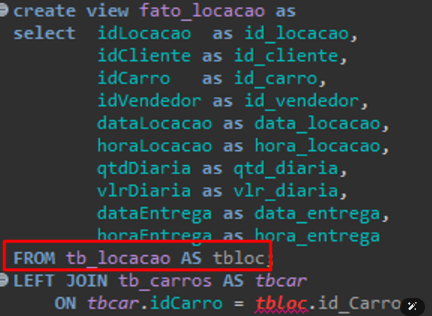 create view fato_locacao as
select idLocacao as id_locacao,
idCliente as id_cliente,
idCarro as id_carro,
idVendedor as id_vendedor,
dataLocacao as data_locacao,
horaLocacao as hora_locacao,
qtdDiaria as qtd_diaria,
vlrDiaria as vlr_diaria,
dataEntrega as data_entrega,
horaEntrega as hora_entrega
FROM tb_locacao AS tbloc;
LEFT JOIN tb_carros AS tbcar
ON tbcar.idCarro = tbloc.id_Carro